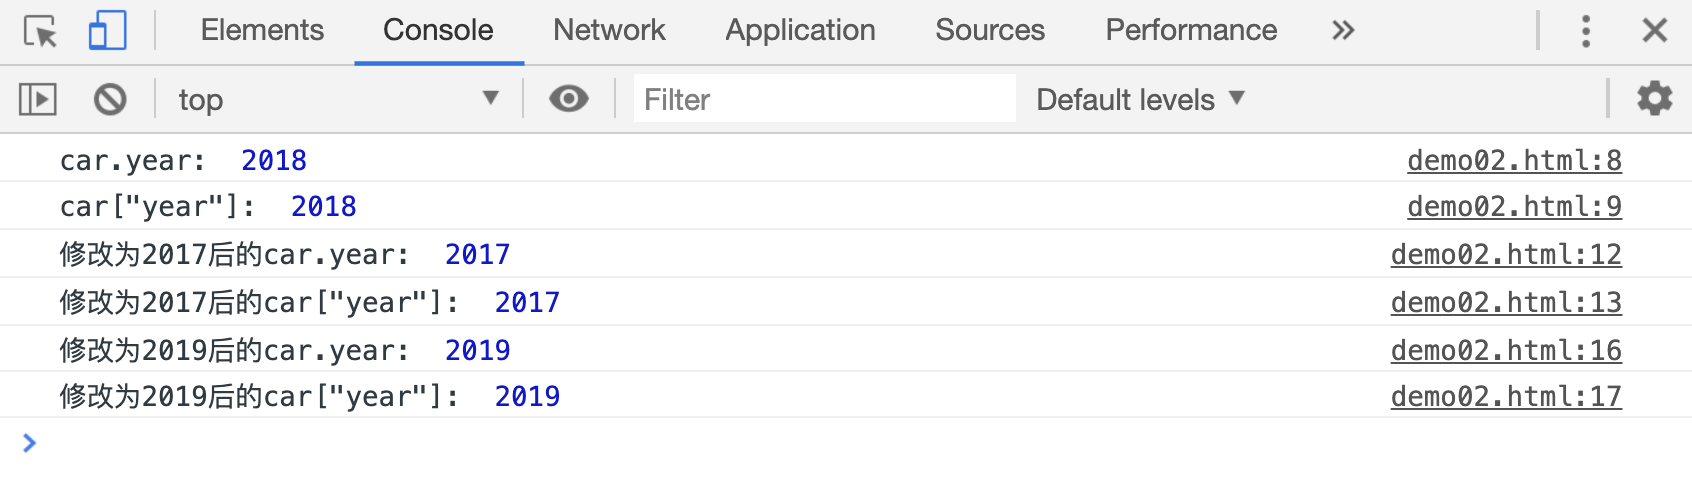 Elements Console Network Application Sources Performance »
top ▼ Filter Default levels ▼
car.year: 2018 demo02.html:8
car["year"]: 2018 demo02.html:9
修改为2017后的car.year: 2017 demo02.html:12
修改为2017后的car["year"]: 2017 demo02.html:13
修改为2019后的car.year: 2019 demo02.html:16
修改为2019后的car["year"]: 2019 demo02.html:17